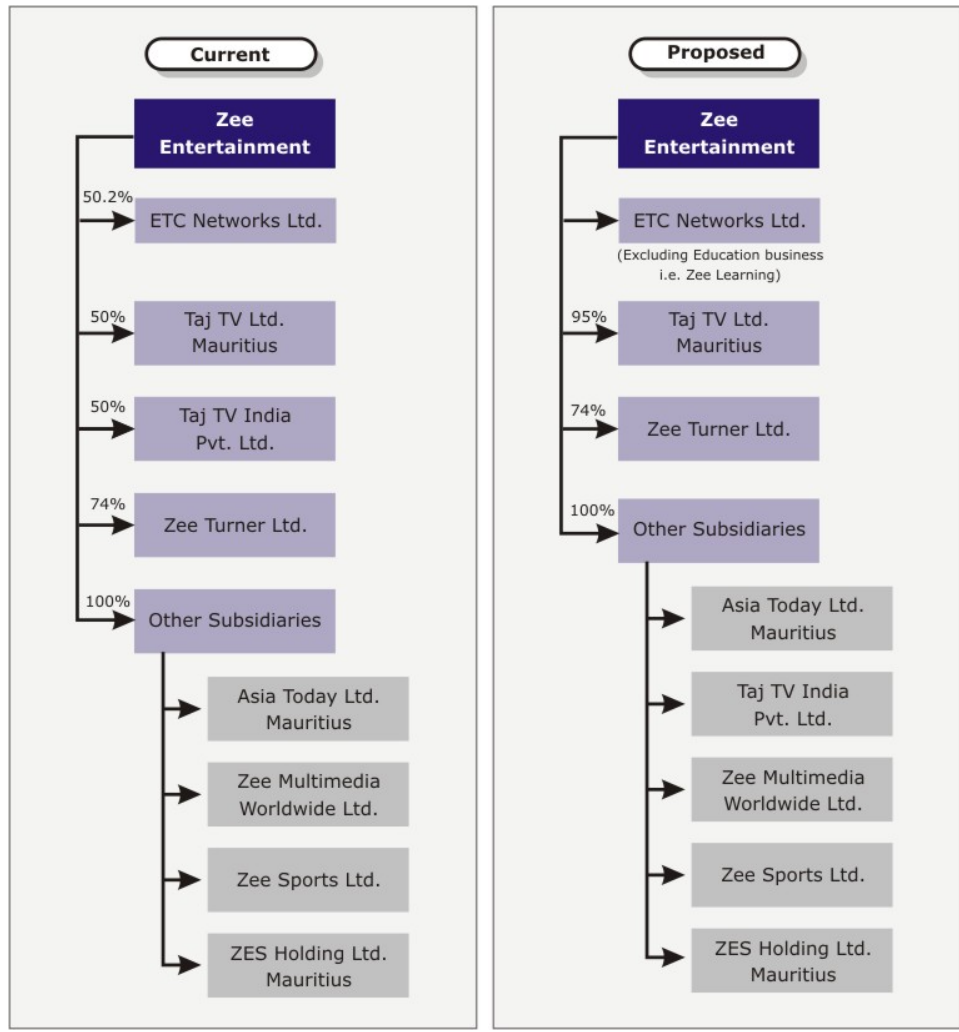 Current
Zee
Entertainment
50.2%
ETC Networks Ltd.
50%
Taj TV Ltd.
Mauritius
50%
Taj TV India
Pvt. Ltd.
74%
Zee Turner Ltd.
100%
Other Subsidiaries
Asia Today Ltd.
Mauritius
Zee Multimedia
Worldwide Ltd.
Zee Sports Ltd.
ZES Holding Ltd.
Mauritius
Proposed
Zee
Entertainment
ETC Networks Ltd.
(Excluding Education business
i.e. Zee Learning)
95%
Taj TV Ltd.
Mauritius
74%
Zee Turner Ltd.
100%
Other Subsidiaries
Asia Today Ltd.
Mauritius
Taj TV India
Pvt. Ltd.
Zee Multimedia
Worldwide Ltd.
Zee Sports Ltd.
ZES Holding Ltd.
Mauritius